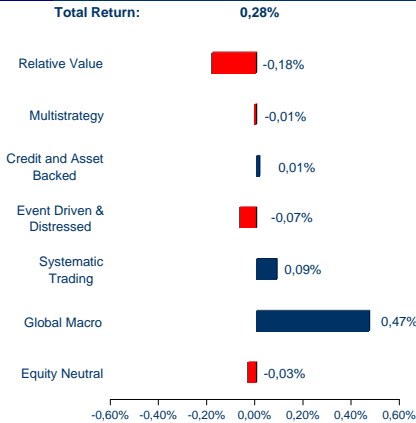 Total Return: 0,28%
Relative Value -0,18%
Multistrategy -0,01%
Credit and Asset
Backed 0,01%
Event Driven &
Distressed -0,07%
Systematic
Trading 0,09%
Global Macro 0,47%
Equity Neutral -0,03%
-0,60% -0,40% -0,20% 0,00% 0,20% 0,40% 0,60%